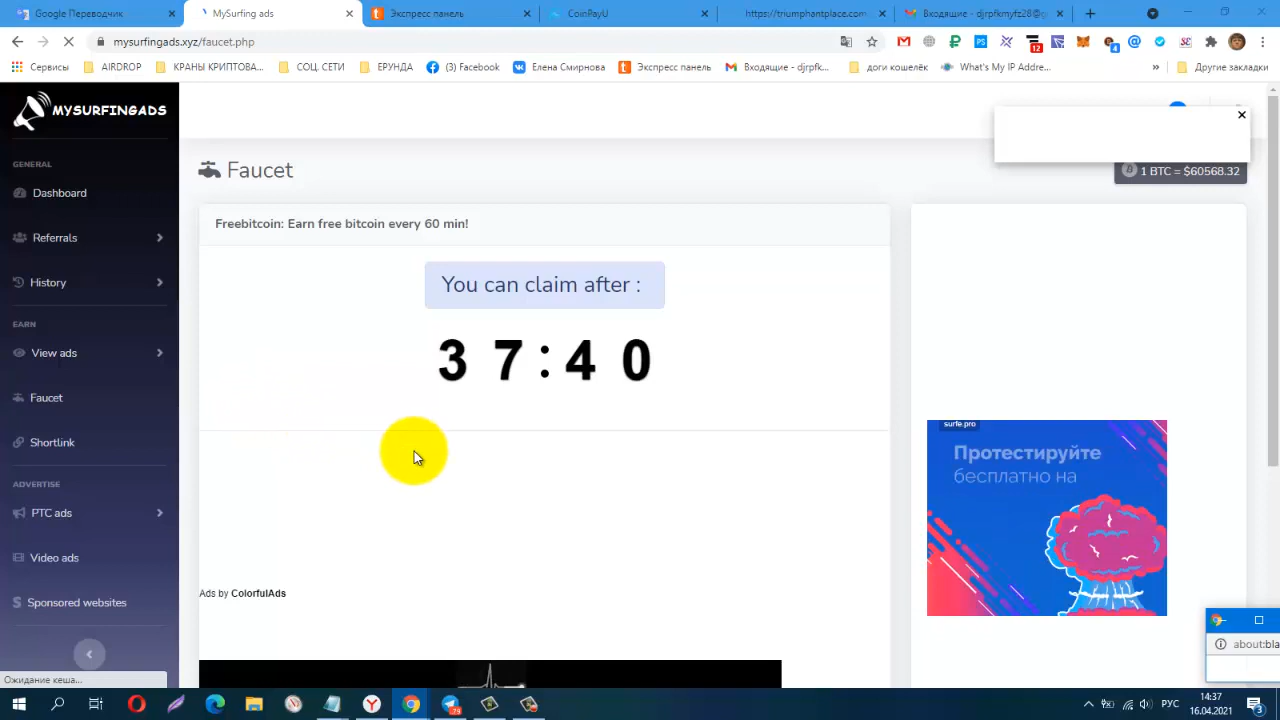 Google Переводчик
MySurfing ads
Экспресс панель
CoinPayU
https://triumphantplace.com
Входящие - djrpfkmyfz28@g
mysurfingads.xyz/faucet.php
Сервисы
AIRDROP
КРАНЫ КРИПТОВА...
СОЦ. СЕТИ
ЕРУНДА
(3) Facebook
Елена Смирнова
Экспресс панель
Входящие - djrpfk...
доги кошелёк
What's My IP Addre...
»
Другие закладки
MYSURFINGADS
GENERAL
Dashboard
Referrals
History
EARN
View ads
Faucet
Shortlink
ADVERTISE
PTC ads
Video ads
Sponsored websites
Ожидание кеша...
Faucet
1 BTC = $60568.32
Freebitcoin: Earn free bitcoin every 60 min!
You can claim after :
37:40
Ads by ColorfulAds
surfe.pro
Протестируйте
бесплатно на
about:bla
12
4
74
РУС
14:37
16.04.2021
3